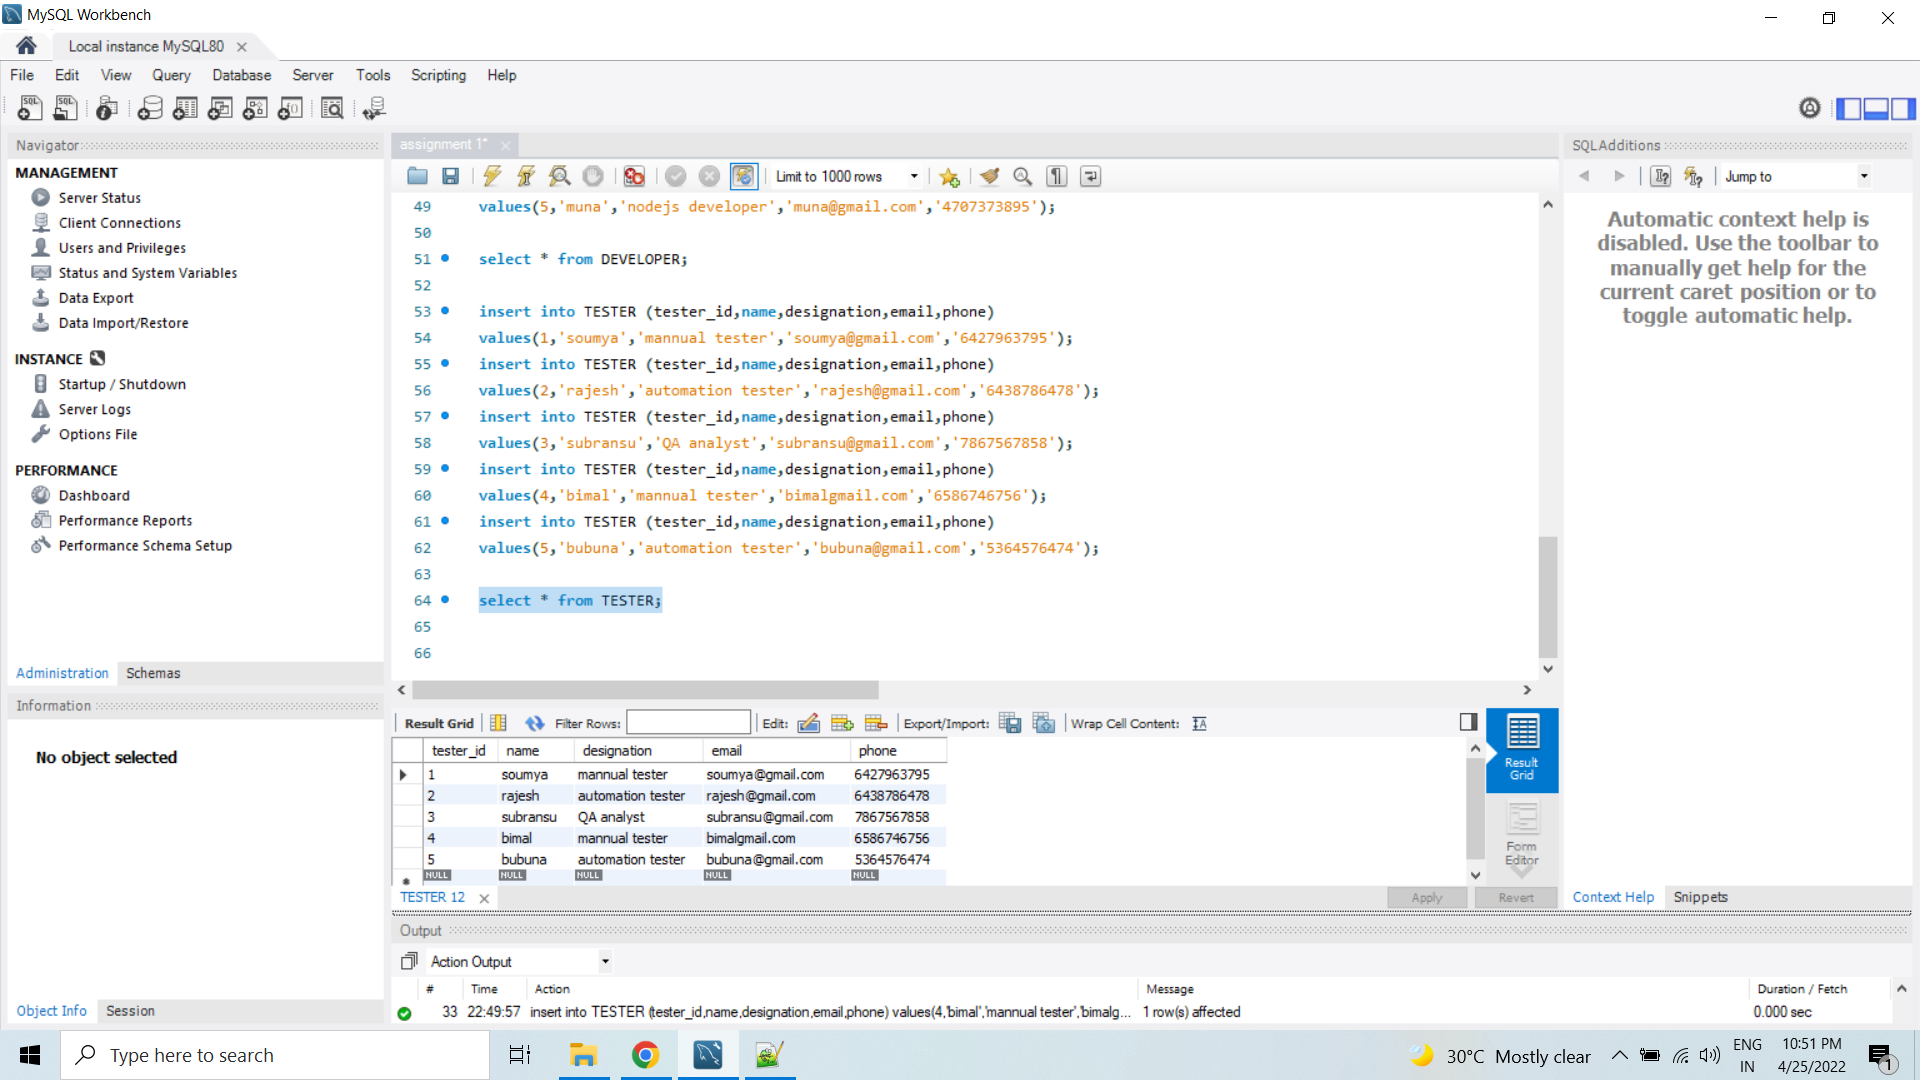 MySQL Workbench
Local instance MySQL80
File Edit View Query Database Server Tools Scripting Help
Navigator
MANAGEMENT
Server Status
Client Connections
Users and Privileges
Status and System Variables
Data Export
Data Import/Restore
INSTANCE
Startup / Shutdown
Server Logs
Options File
PERFORMANCE
Dashboard
Performance Reports
Performance Schema Setup
Administration Schemas
Information
No object selected
Object Info Session
assignment 1*
Limit to 1000 rows
49 values(5,'muna','nodejs developer','muna@gmail.com','4707373895');
50
51 select * from DEVELOPER;
52
53 insert into TESTER (tester_id,name,designation,email,phone)
54 values(1,'soumya','mannual tester','soumya@gmail.com','6427963795');
55 insert into TESTER (tester_id,name,designation,email,phone)
56 values(2,'rajesh','automation tester','rajesh@gmail.com','6438786478');
57 insert into TESTER (tester_id,name,designation,email,phone)
58 values(3,'subransu','QA analyst','subransu@gmail.com','7867567858');
59 insert into TESTER (tester_id,name,designation,email,phone)
60 values(4,'bimal','mannual tester','bimalgmail.com','6586746756');
61 insert into TESTER (tester_id,name,designation,email,phone)
62 values(5,'bubuna','automation tester','bubuna@gmail.com','5364576474');
63
64 select * from TESTER;
65
66
Result Grid Filter Rows: Edit: Export/Import: Wrap Cell Content:
tester_id name designation email phone
1 soumya mannual tester soumya@gmail.com 6427963795
2 rajesh automation tester rajesh@gmail.com 6438786478
3 subransu QA analyst subransu@gmail.com 7867567858
4 bimal mannual tester bimalgmail.com 6586746756
5 bubuna automation tester bubuna@gmail.com 5364576474
NULL NULL NULL NULL NULL
Result
Grid
Form
Editor
TESTER 12
Apply Revert
SQLAdditions
Jump to
Automatic context help is
disabled. Use the toolbar to
manually get help for the
current caret position or to
toggle automatic help.
Context Help Snippets
Output
Action Output
# Time Action Message Duration / Fetch
33 22:49:57 insert into TESTER (tester_id,name,designation,email,phone) values(4,'bimal','mannual tester','bimalg... 1 row(s) affected 0.000 sec
Type here to search
30°C Mostly clear
ENG
IN
10:51 PM
4/25/2022
1